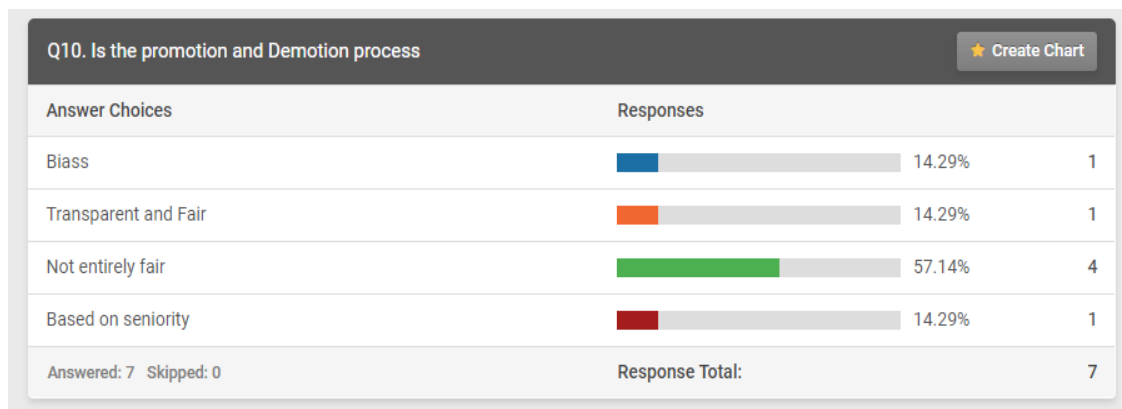 Q10. Is the promotion and Demotion process Create Chart
Answer Choices Responses
Biass 14.29% 1
Transparent and Fair 14.29% 1
Not entirely fair 57.14% 4
Based on seniority 14.29% 1
Answered: 7 Skipped: 0 Response Total: 7